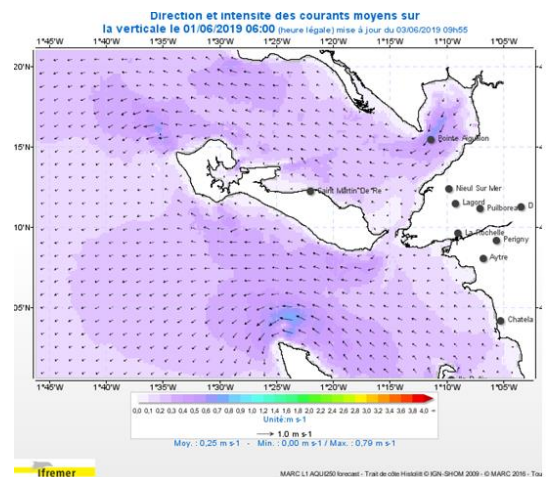 Direction et intensité des courants moyens sur
la verticale le 01/06/2019 06:00 (heure légale) mise à jour du 03/06/2019 09h55
20'N
15'N
10'N
05'N
Pointe Aiguillon
Saint Martin De Re
Nieul Sur Mer
Lagord
Puilborea
D
La Rochelle
Perigny
Aytre
Chatela
1°45'W 1°40'W 1°35'W 1°30'W 1°25'W 1°20'W 1°15'W 1°10'W 1°05'W
0,0 0,1 0,2 0,3 0,4 0,5 0,6 0,7 0,8 0,9 1,0 1,2 1,4 1,6 1,8 2,0 2,2 2,4 2,6 2,8 3,0 3,2 3,4 3,6 3,8 4,0 ∞
Unité:m s-1
1.0 m s-1
Moy. : 0,25 m s-1 - Min. : 0,00 m s-1 / Max. : 0,79 m s-1
Ifremer
MARC L1 AQUI250 forecast - Trait de côte Histolitt © IGN-SHOM 2009 - © MARC 2016 - Tou